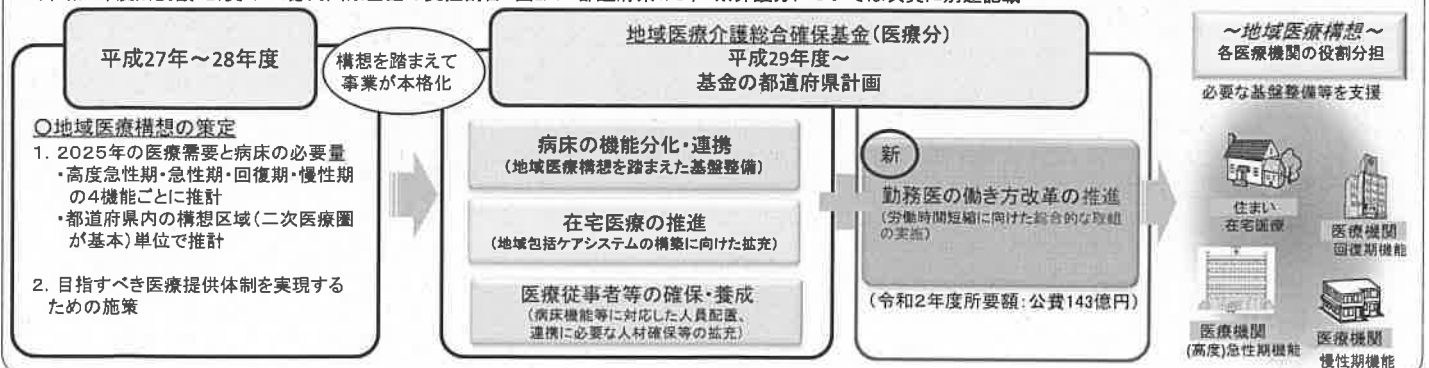 平成27年～28年度
〇地域医療構想の策定
1. 2025年の医療需要と病床の必要量
・高度急性期・急性期・回復期・慢性期
の4機能ごとに推計
・都道府県内の構想区域(二次医療圏
が基本)単位で推計
2. 目指すべき医療提供体制を実現する
ための施策
構想を踏まえて
事業が本格化
地域医療介護総合確保基金(医療分)
平成29年度～
基金の都道府県計画
病床の機能分化・連携
(地域医療構想を踏まえた基盤整備)
在宅医療の推進
(地域包括ケアシステムの構築に向けた拡充)
医療従事者等の確保・養成
(病床機能等に対応した人員配置、
連携に必要な人材確保等の拡充)
新
勤務医の働き方改革の推進
(労働時間短縮に向けた総合的な取組
の実施)
(令和2年度所要額:公費143億円)
～地域医療構想～
各医療機関の役割分担
必要な基盤整備等を支援
住まい
在宅医療
医療機関
回復期機能
医療機関
(高度)急性期機能
医療機関
慢性期機能